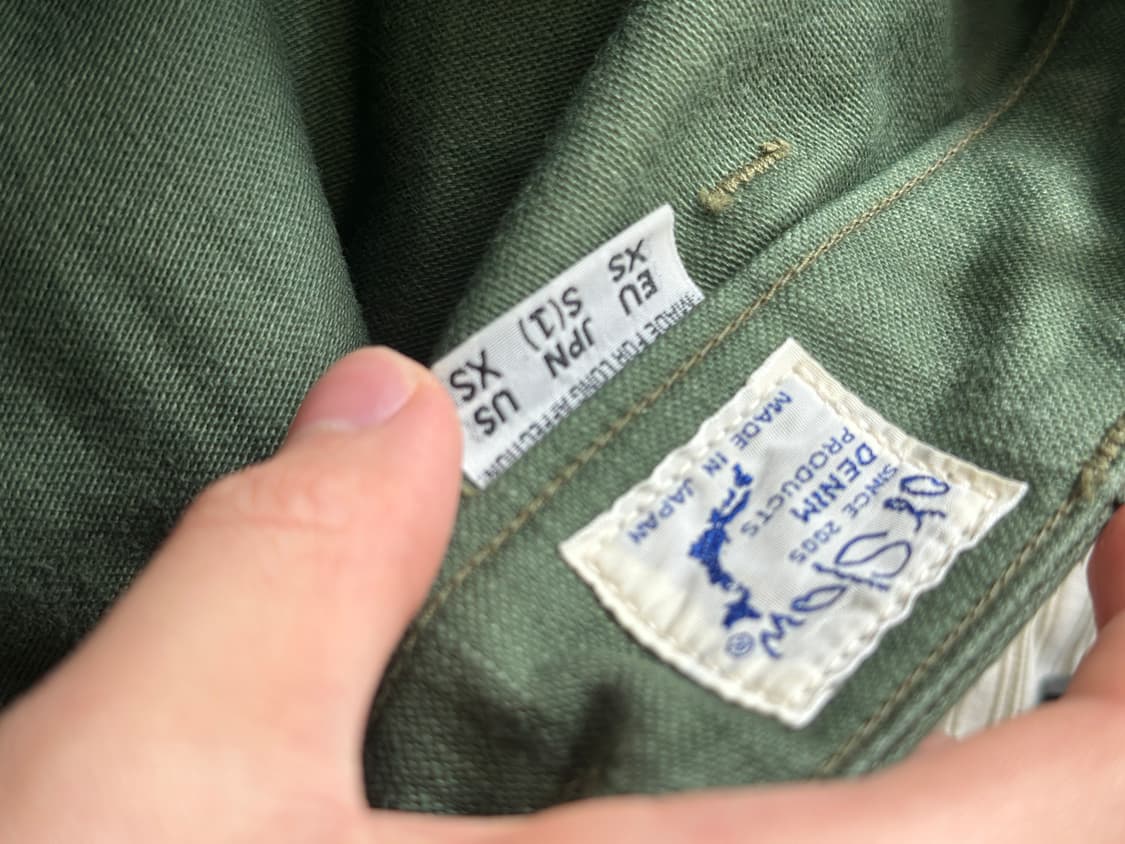 MADE FOR LONG AFFECTION
EU JPN US
XS S(1) XS
orSlow®
SINCE 2005
DENIM
PRODUCTS
MADE IN JAPAN